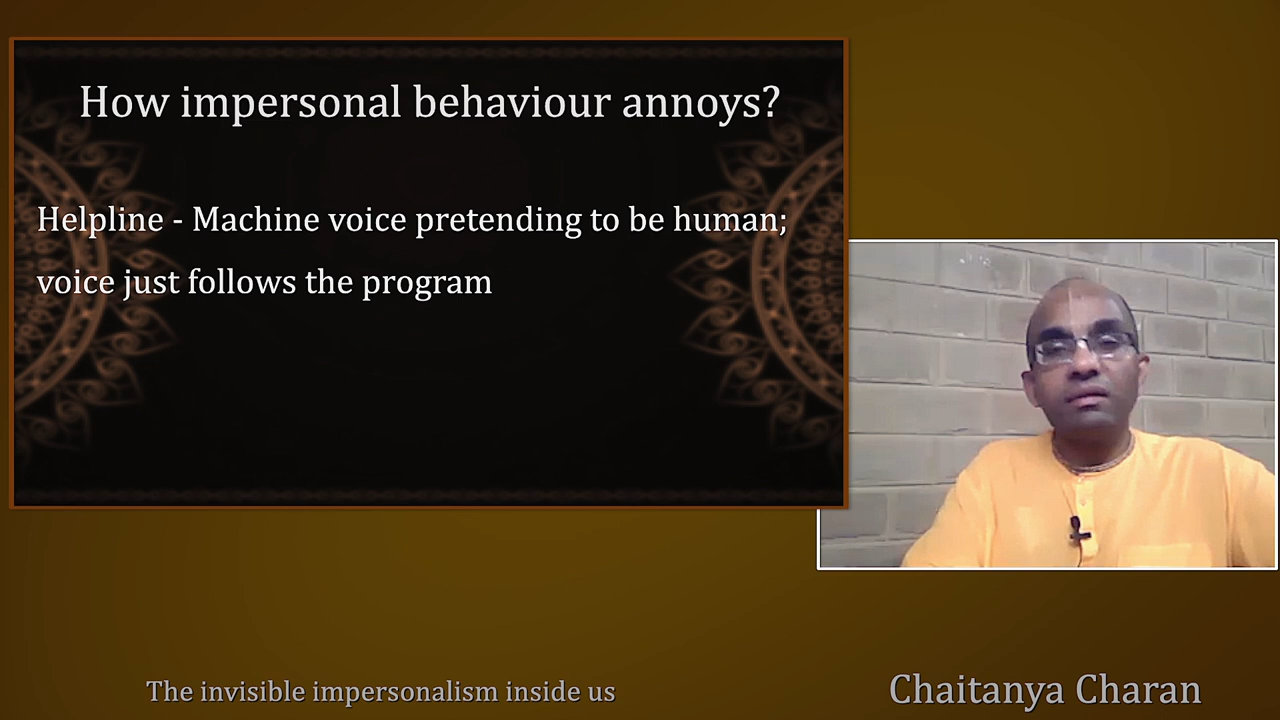 How impersonal behaviour annoys?
Helpline - Machine voice pretending to be human;
voice just follows the program
The invisible impersonalism inside us
Chaitanya Charan